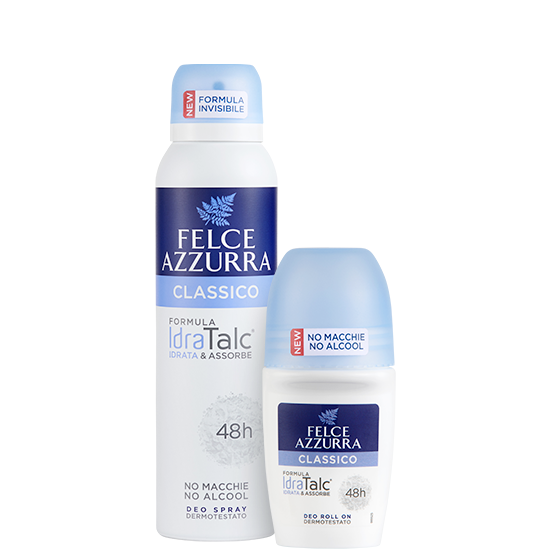 NEW
FORMULA
INVISIBILE
FELCE
AZZURRA
CLASSICO
FORMULA
IdraTalc®
IDRATA & ASSORBE
48h
NO MACCHIE
NO ALCOOL
DEO SPRAY
DERMOTESTATO
NEW
NO MACCHIE
NO ALCOOL
FELCE
AZZURRA
CLASSICO
FORMULA
IdraTalc®
IDRATA & ASSORBE
48h
DEO ROLL ON
DERMOTESTATO